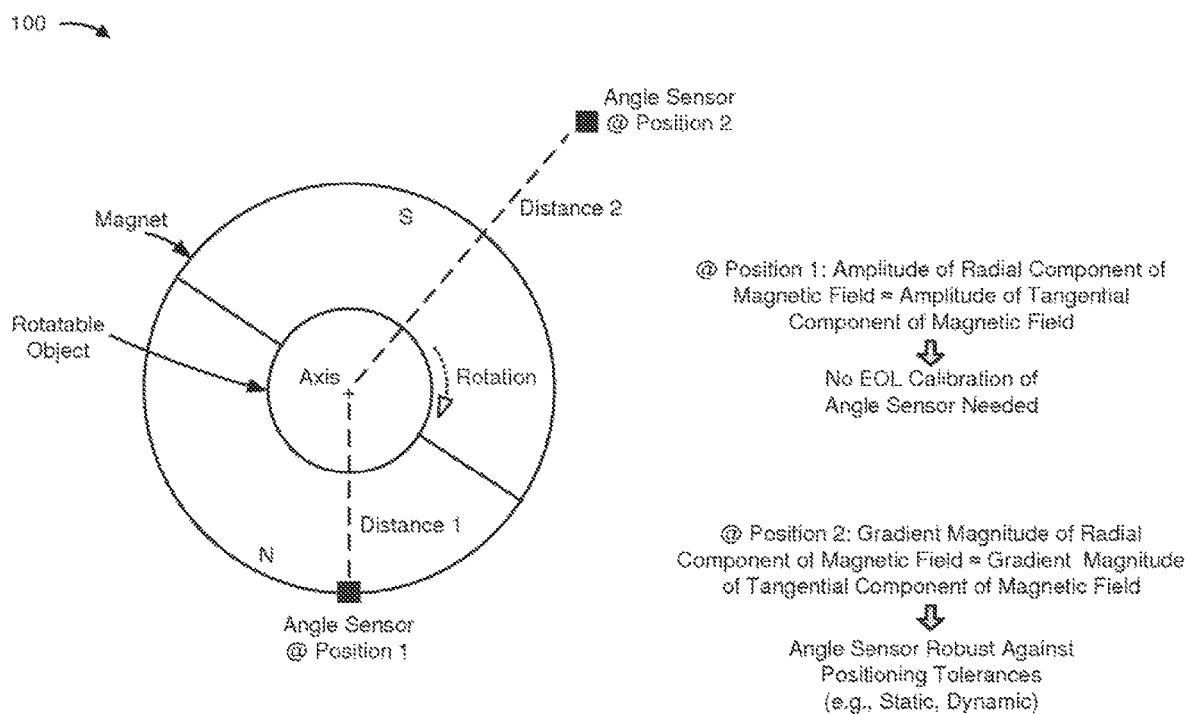 100
Angle Sensor
@ Position 2
Distance 2
S
Magnet
Rotatable
Object
Axis
Rotation
Distance 1
N
Angle Sensor
@ Position 1
@ Position 1: Amplitude of Radial Component of
Magnetic Field ≈ Amplitude of Tangential
Component of Magnetic Field
No EOL Calibration of
Angle Sensor Needed
@ Position 2: Gradient Magnitude of Radial
Component of Magnetic Field ≈ Gradient Magnitude
of Tangential Component of Magnetic Field
Angle Sensor Robust Against
Positioning Tolerances
(e.g., Static, Dynamic)